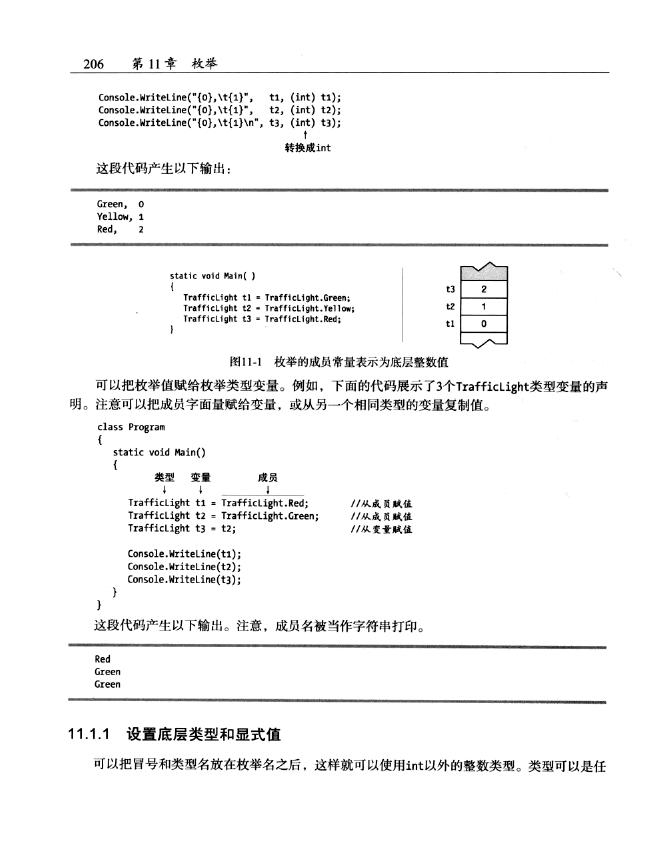 206 第11章 枚举
Console.WriteLine("{0},\t{1}", t1, (int) t1);
Console.WriteLine("{0},\t{1}", t2, (int) t2);
Console.WriteLine("{0},\t{1}\n", t3, (int) t3);
↑
转换成int
这段代码产生以下输出：
Green, 0
Yellow, 1
Red, 2
static void Main( )
{
TrafficLight t1 = TrafficLight.Green;
TrafficLight t2 = TrafficLight.Yellow;
TrafficLight t3 = TrafficLight.Red;
}
t3 2
t2 1
t1 0
图11-1 枚举的成员常量表示为底层整数值
可以把枚举值赋给枚举类型变量。例如，下面的代码展示了3个TrafficLight类型变量的声
明。注意可以把成员字面量赋给变量，或从另一个相同类型的变量复制值。
class Program
{
static void Main()
{
类型 变量 成员
↓ ↓ ↓
TrafficLight t1 = TrafficLight.Red; //从成员赋值
TrafficLight t2 = TrafficLight.Green; //从成员赋值
TrafficLight t3 = t2; //从变量赋值
Console.WriteLine(t1);
Console.WriteLine(t2);
Console.WriteLine(t3);
}
}
这段代码产生以下输出。注意，成员名被当作字符串打印。
Red
Green
Green
11.1.1 设置底层类型和显式值
可以把冒号和类型名放在枚举名之后，这样就可以使用int以外的整数类型。类型可以是任